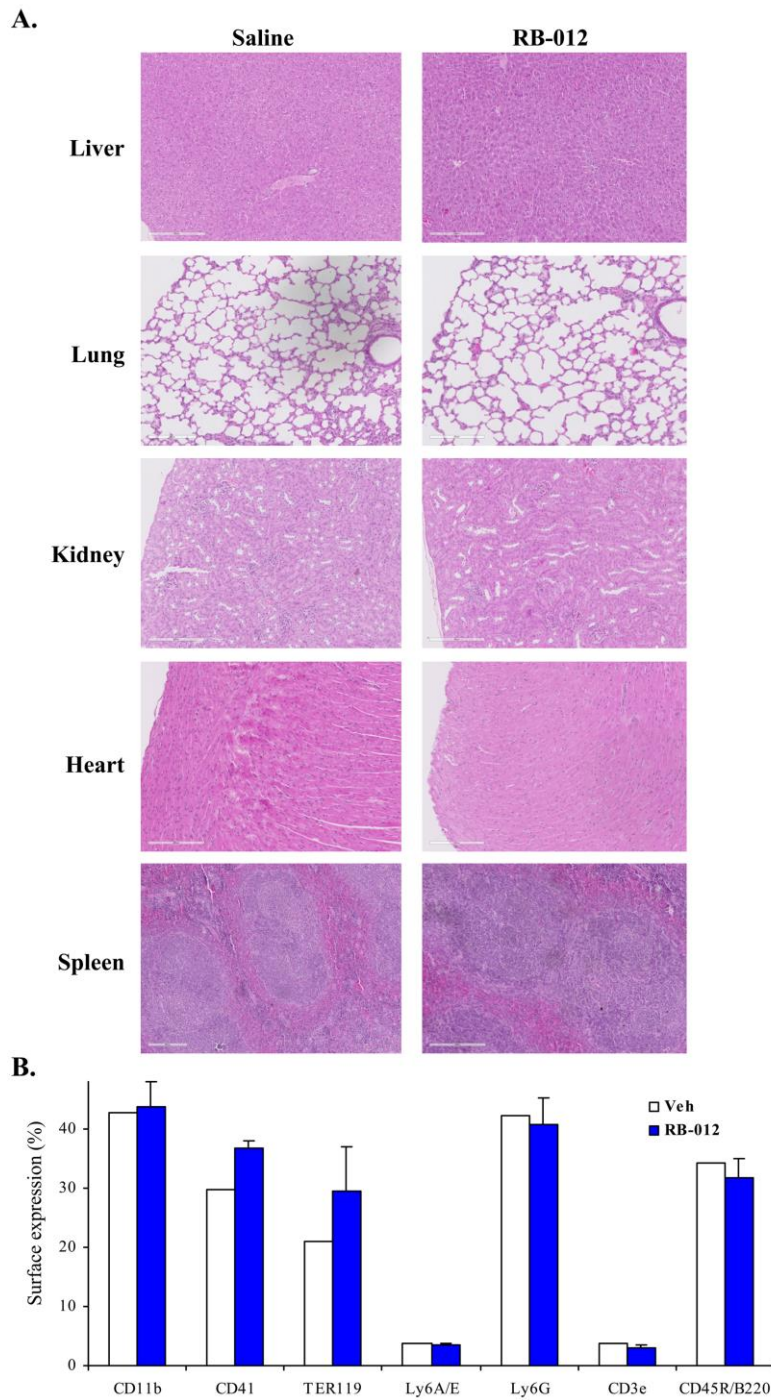 A.
Saline RB-012
Liver
Lung
Kidney
Heart
Spleen
B.
Surface expression (%)
40
30
20
10
0
Veh
RB-012
CD11b CD41 TER119 Ly6A/E Ly6G CD3e CD45R/B220